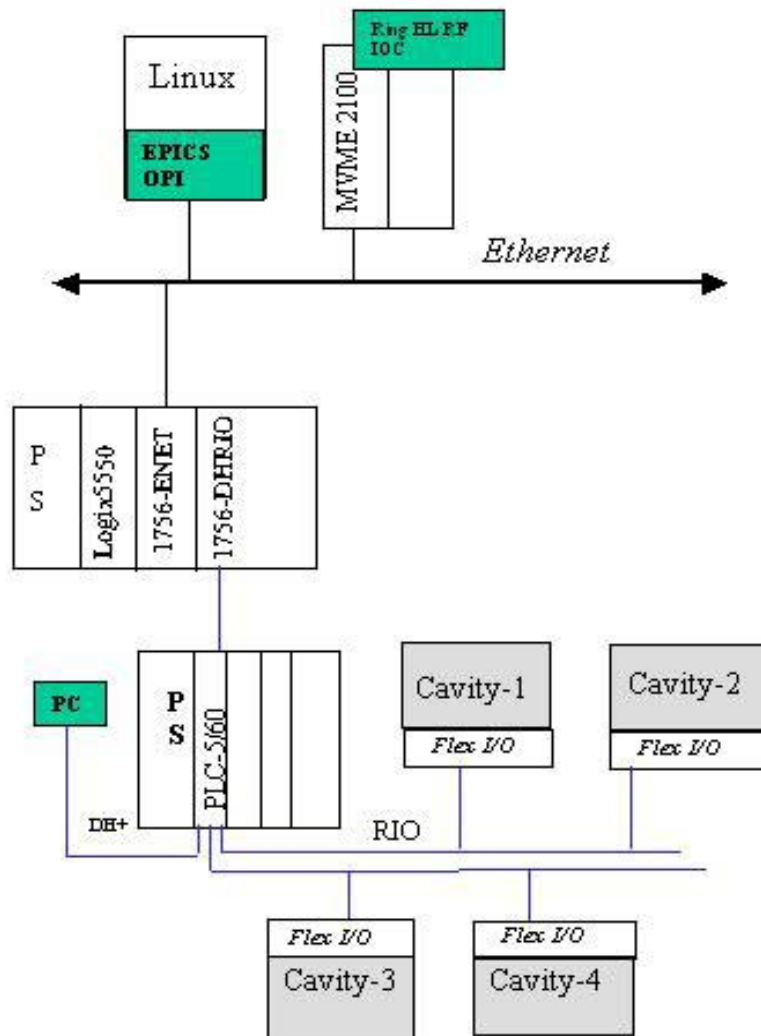 Linux
EPICS
OPI
Ring HLRF
IOC
MVME 2100
Ethernet
P
S
Logix5550
1756-ENET
1756-DHRIO
PC
P
S
PLC-5/60
DH+
RIO
Cavity-1
Flex I/O
Cavity-2
Flex I/O
Flex I/O
Cavity-3
Flex I/O
Cavity-4